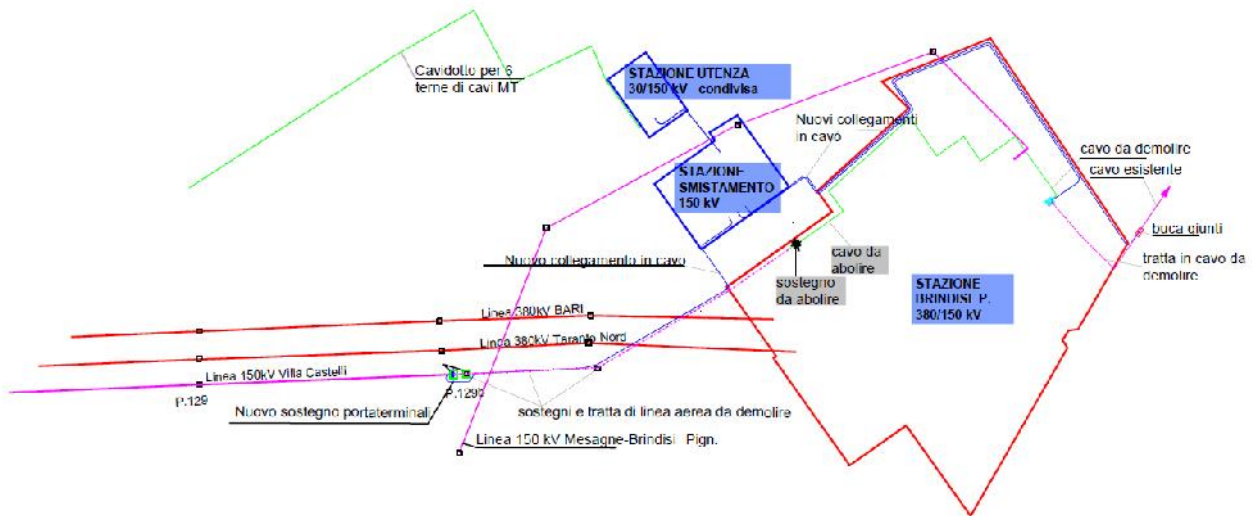 Cavidotto per 6
terne di cavi MT
STAZIONE UTENZA
30/150 kV condivisa
Nuovi collegamenti
in cavo
STAZIONE
SMISTAMENTO
150 kV
cavo da demolire
cavo esistente
buca giunti
tratta in cavo da
demolire
cavo da
abolire
Nuovo collegamento in cavo
sostegno
da abolire
STAZIONE
BRINDISI P.
380/150 kV
Linea 380kV BARI
Linea 380kV Taranto Nord
Linea 150kV Villa Castelli
P.129
P.129b
Nuovo sostegno portaterminali
sostegni e tratta di linea aerea da demolire
Linea 150 kV Mesagne-Brindisi Pign.